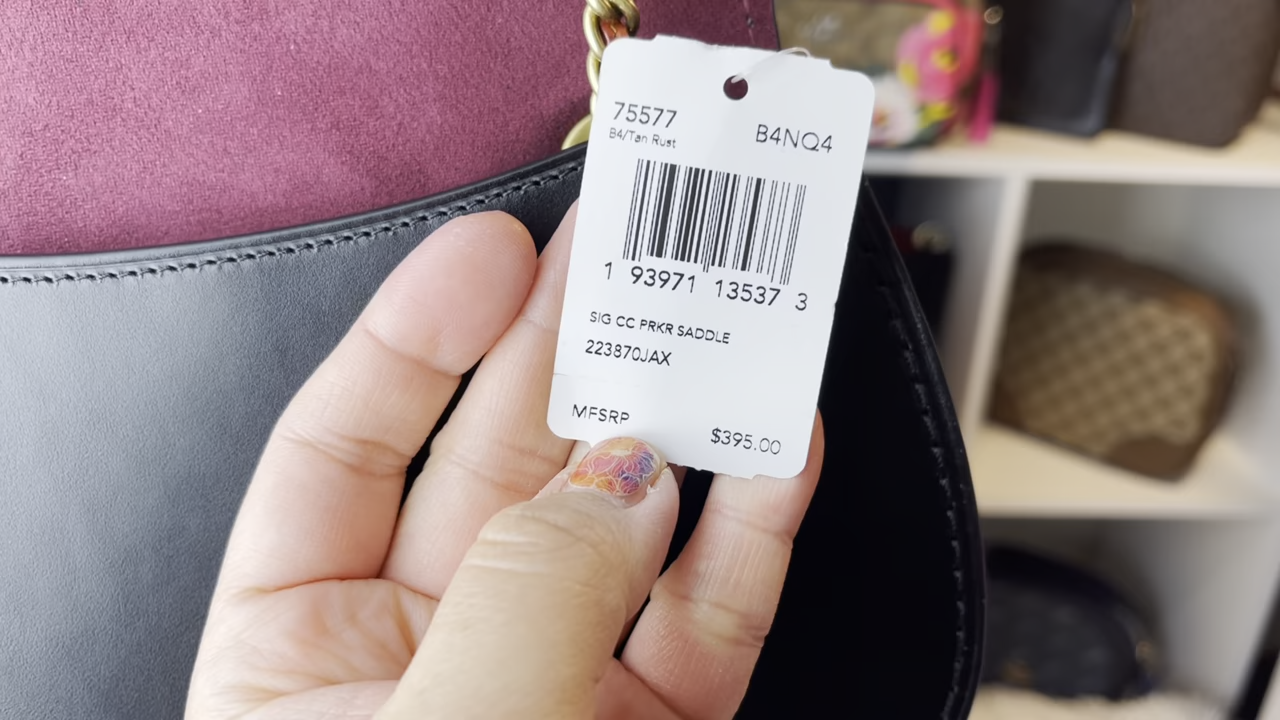 75577
B4/Tan Rust
B4NQ4
1 93971 13537 3
SIG CC PRKR SADDLE
223870JAX
MFSRP
$395.00